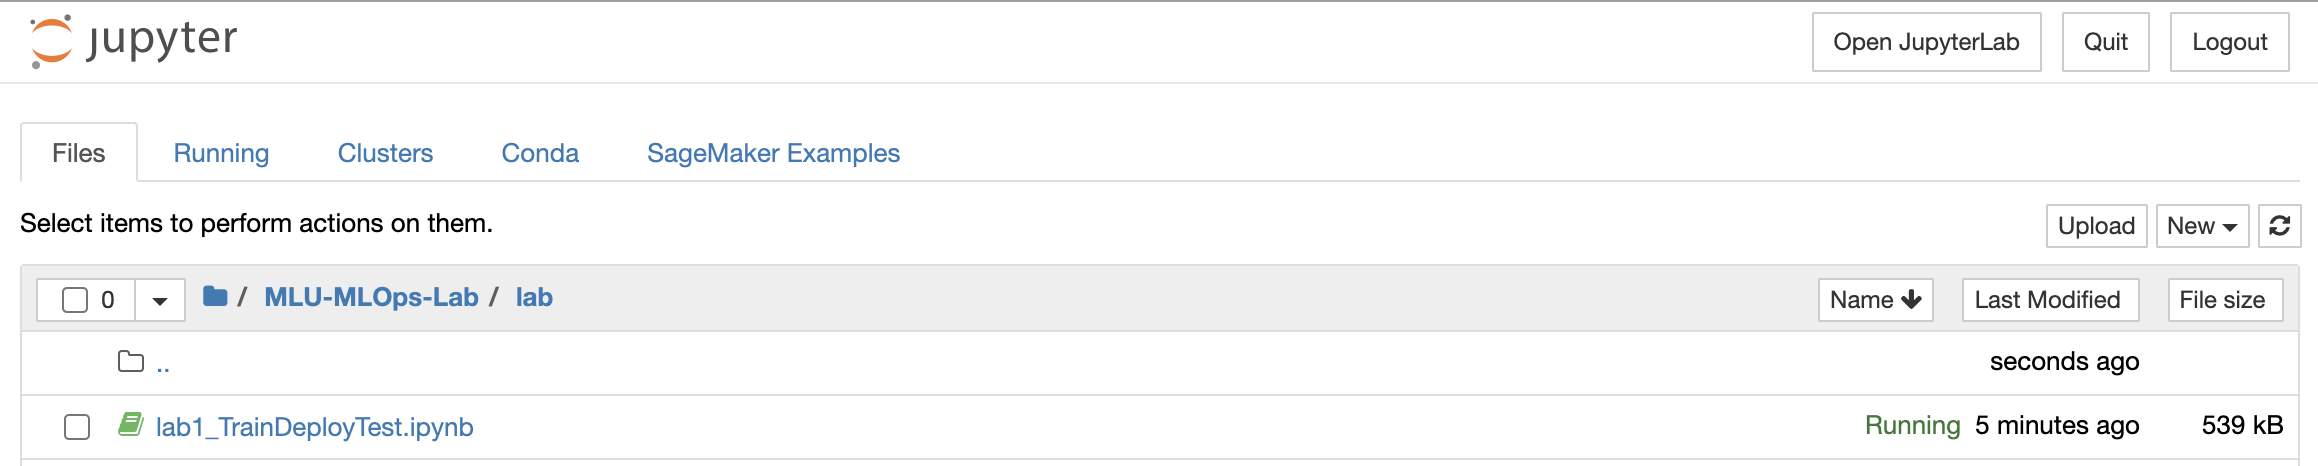 jupyter
Open JupyterLab Quit Logout
Files Running Clusters Conda SageMaker Examples
Select items to perform actions on them.
Upload New
0 / MLU-MLOps-Lab / lab Name Last Modified File size
.. seconds ago
lab1_TrainDeployTest.ipynb Running 5 minutes ago 539 kB